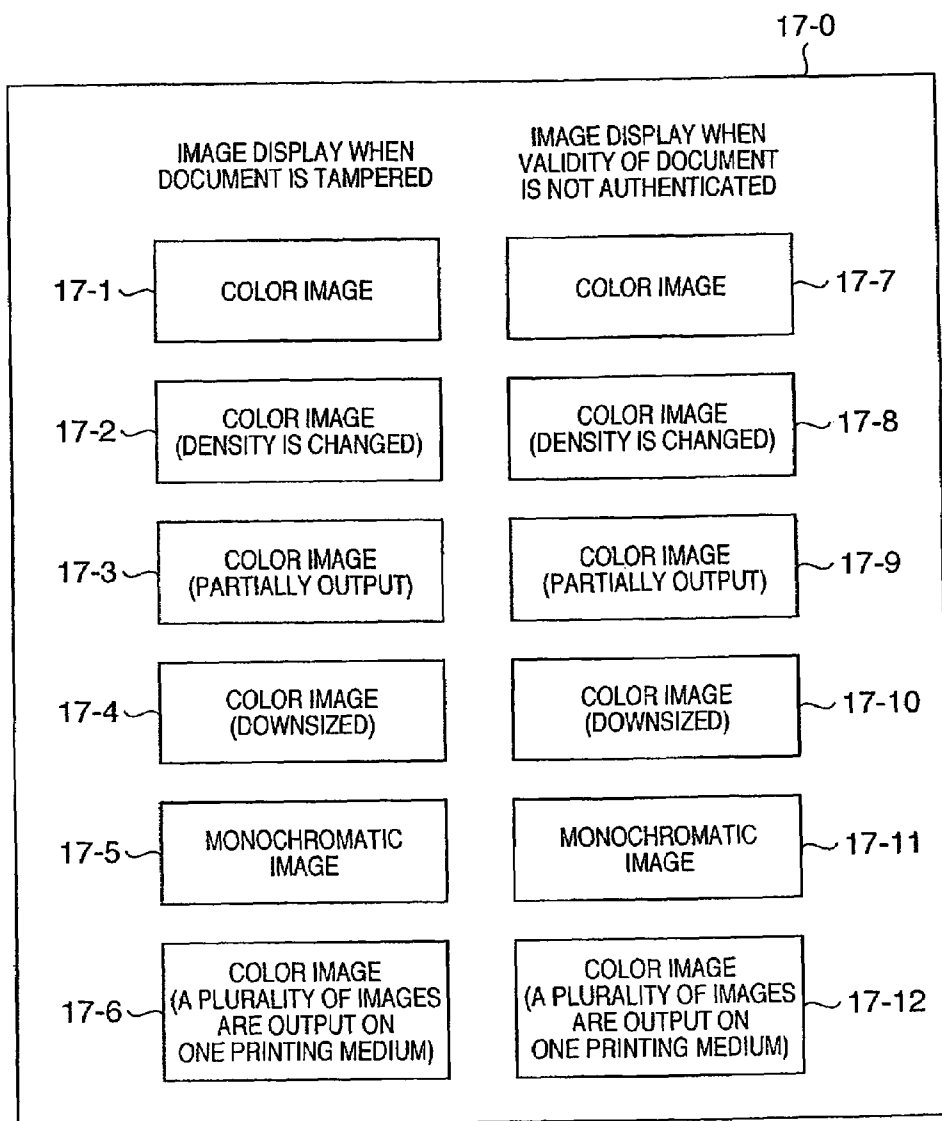 17-0
IMAGE DISPLAY WHEN
DOCUMENT IS TAMPERED
IMAGE DISPLAY WHEN
VALIDITY OF DOCUMENT
IS NOT AUTHENTICATED
17-1
COLOR IMAGE
COLOR IMAGE
17-7
17-2
COLOR IMAGE
(DENSITY IS CHANGED)
COLOR IMAGE
(DENSITY IS CHANGED)
17-8
17-3
COLOR IMAGE
(PARTIALLY OUTPUT)
COLOR IMAGE
(PARTIALLY OUTPUT)
17-9
17-4
COLOR IMAGE
(DOWNSIZED)
COLOR IMAGE
(DOWNSIZED)
17-10
17-5
MONOCHROMATIC
IMAGE
MONOCHROMATIC
IMAGE
17-11
17-6
COLOR IMAGE
(A PLURALITY OF IMAGES
ARE OUTPUT ON
ONE PRINTING MEDIUM)
COLOR IMAGE
(A PLURALITY OF IMAGES
ARE OUTPUT ON
ONE PRINTING MEDIUM)
17-12